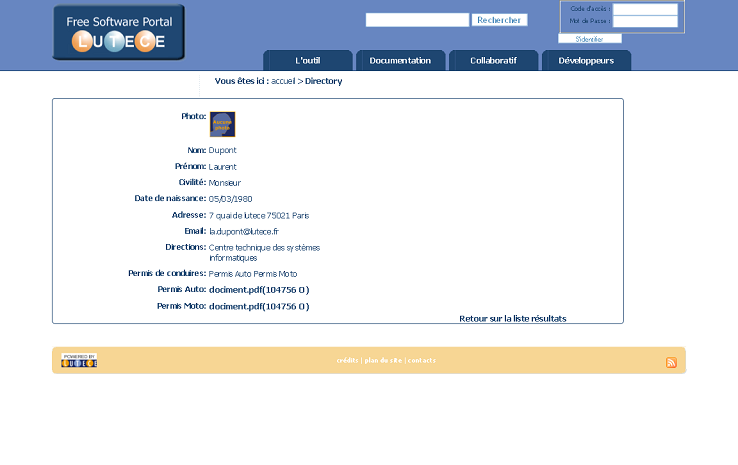 Free Software Portal
LUTECE
Rechercher
Code d'accès :
Mot de Passe :
S'identifier
L'outil
Documentation
Collaboratif
Développeurs
Vous êtes ici : accueil > Directory
Photo:
Aucune photo
Nom: Dupont
Prénom: Laurent
Civilité: Monsieur
Date de naissance: 05/03/1980
Adresse: 7 quai de lutece 75021 Paris
Email: la.dupont@lutece.fr
Directions: Centre technique des systèmes
informatiques
Permis de conduires: Permis Auto Permis Moto
Permis Auto: dociment.pdf(104756 O)
Permis Moto: dociment.pdf(104756 O)
Retour sur la liste résultats
POWERED BY
LUTECE
crédits | plan de site | contacts